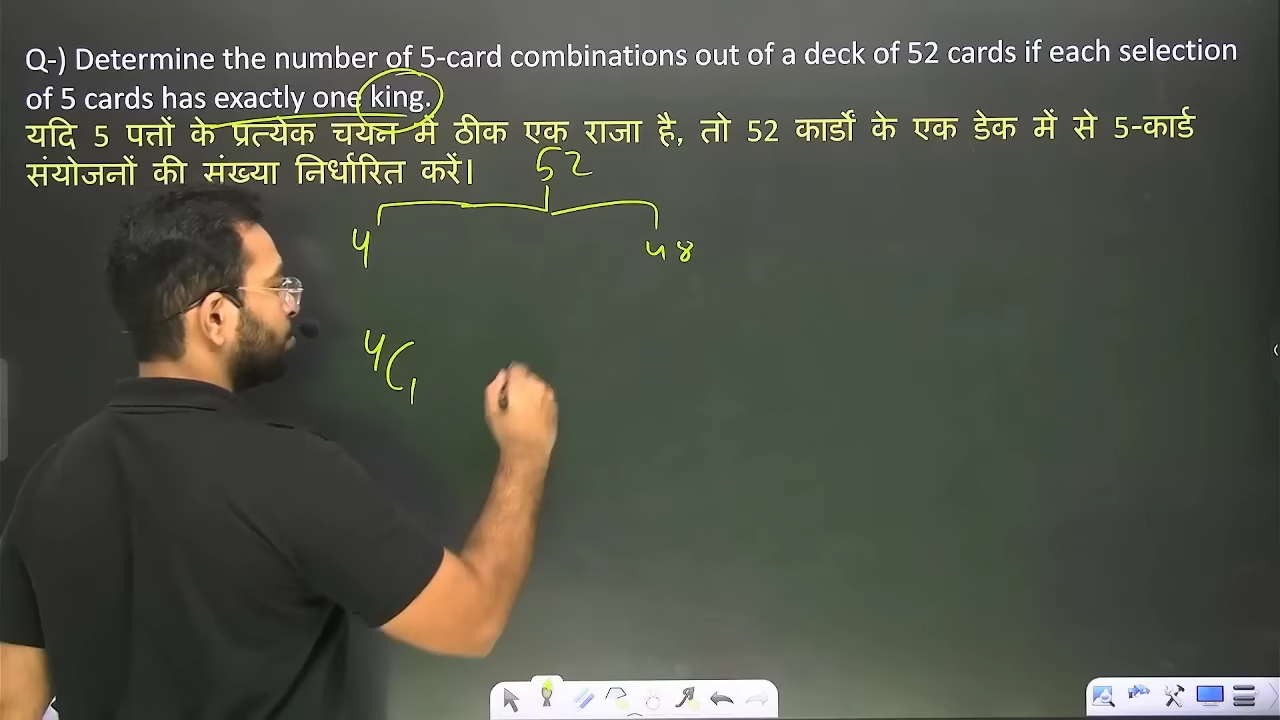 Q-) Determine the number of 5-card combinations out of a deck of 52 cards if each selection
of 5 cards has exactly one king.
यदि 5 पत्तों के प्रत्येक चयन में ठीक एक राजा है, तो 52 कार्डों के एक डेक में से 5-कार्ड
संयोजनों की संख्या निर्धारित करें।
52
4 48
4C1